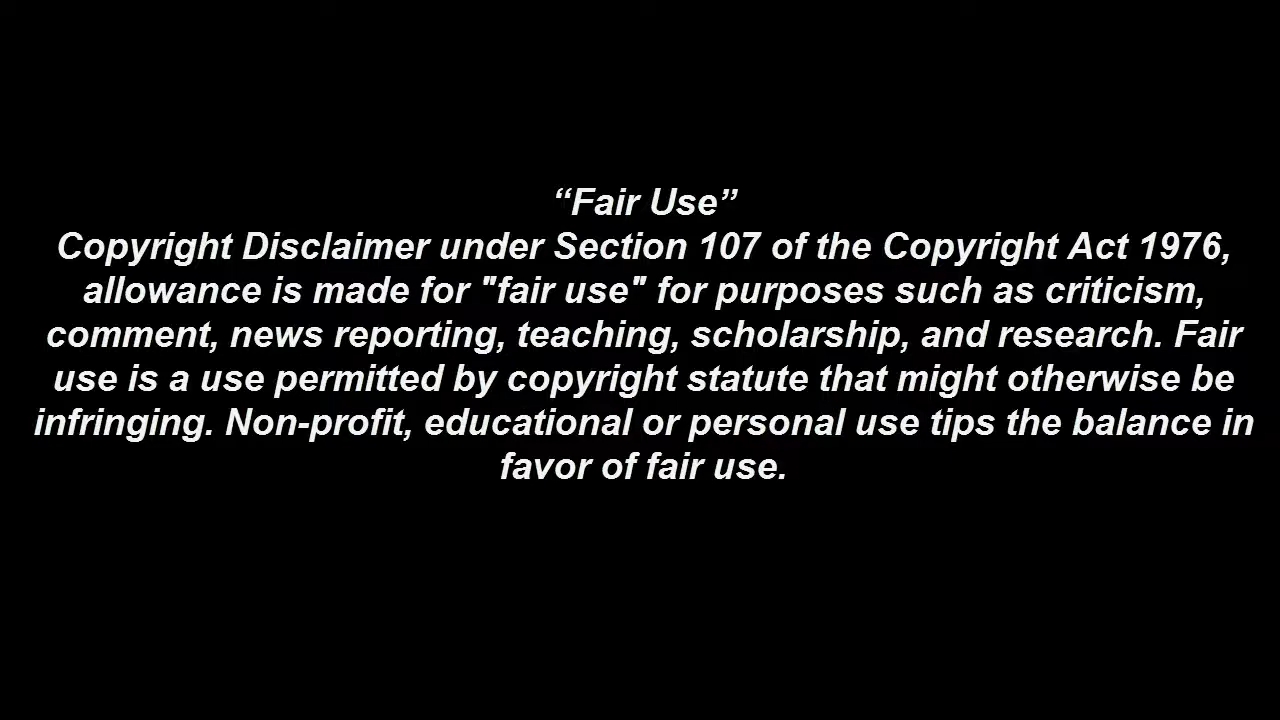 “Fair Use”
Copyright Disclaimer under Section 107 of the Copyright Act 1976,
allowance is made for "fair use" for purposes such as criticism,
comment, news reporting, teaching, scholarship, and research. Fair
use is a use permitted by copyright statute that might otherwise be
infringing. Non-profit, educational or personal use tips the balance in
favor of fair use.